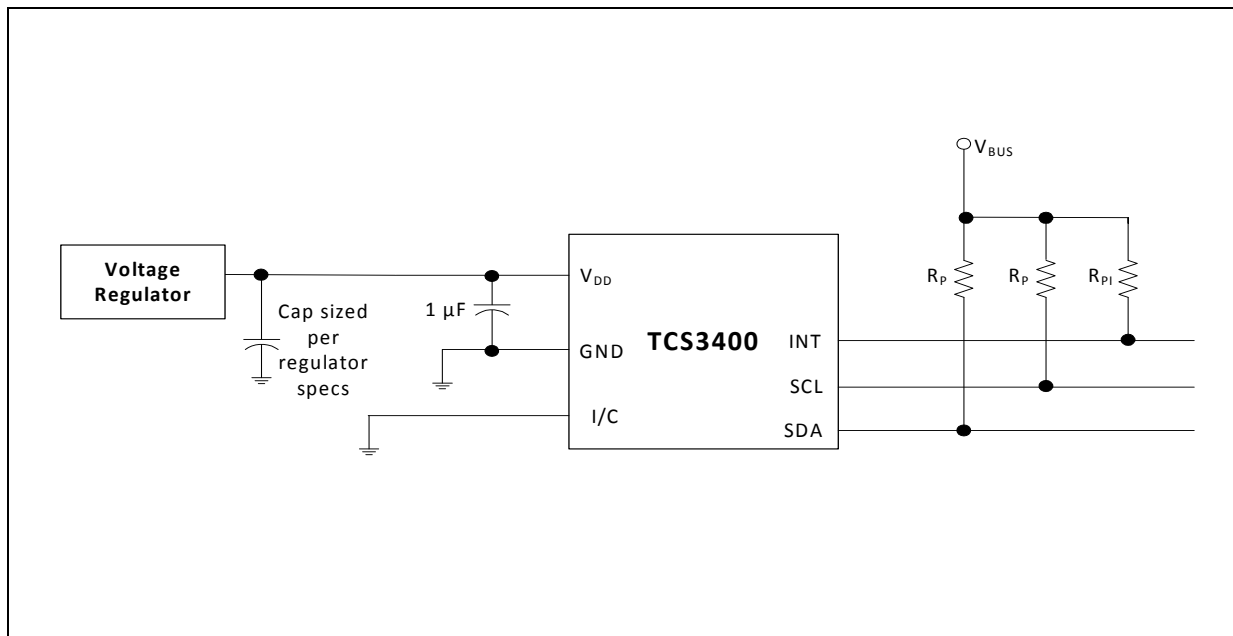 V_BUS
Voltage
Regulator
Cap sized
per
regulator
specs
1 µF
V_DD
GND
I/C
TCS3400
INT
SCL
SDA
R_P
R_P
R_PI